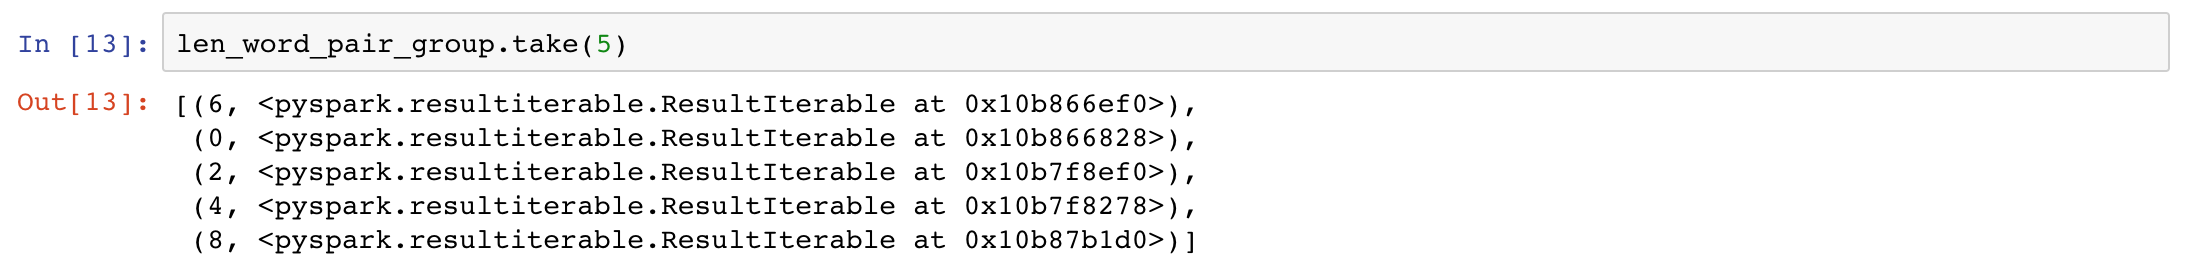 In [13]: len_word_pair_group.take(5)
Out[13]: [(6, <pyspark.resultiterable.ResultIterable at 0x10b866ef0>),
(0, <pyspark.resultiterable.ResultIterable at 0x10b866828>),
(2, <pyspark.resultiterable.ResultIterable at 0x10b7f8ef0>),
(4, <pyspark.resultiterable.ResultIterable at 0x10b7f8278>),
(8, <pyspark.resultiterable.ResultIterable at 0x10b87b1d0>)]